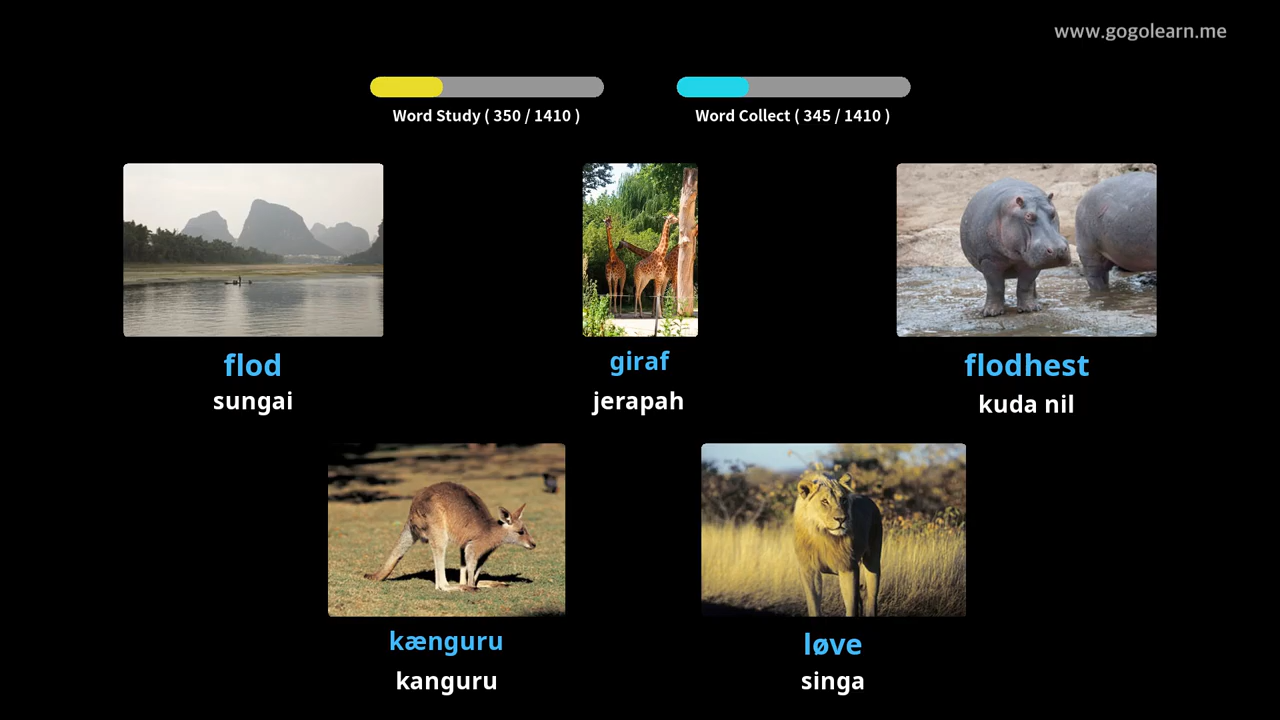 www.gogolearn.me
Word Study ( 350 / 1410 )
Word Collect ( 345 / 1410 )
flod
sungai
giraf
jerapah
flodhest
kuda nil
kænguru
kanguru
løve
singa